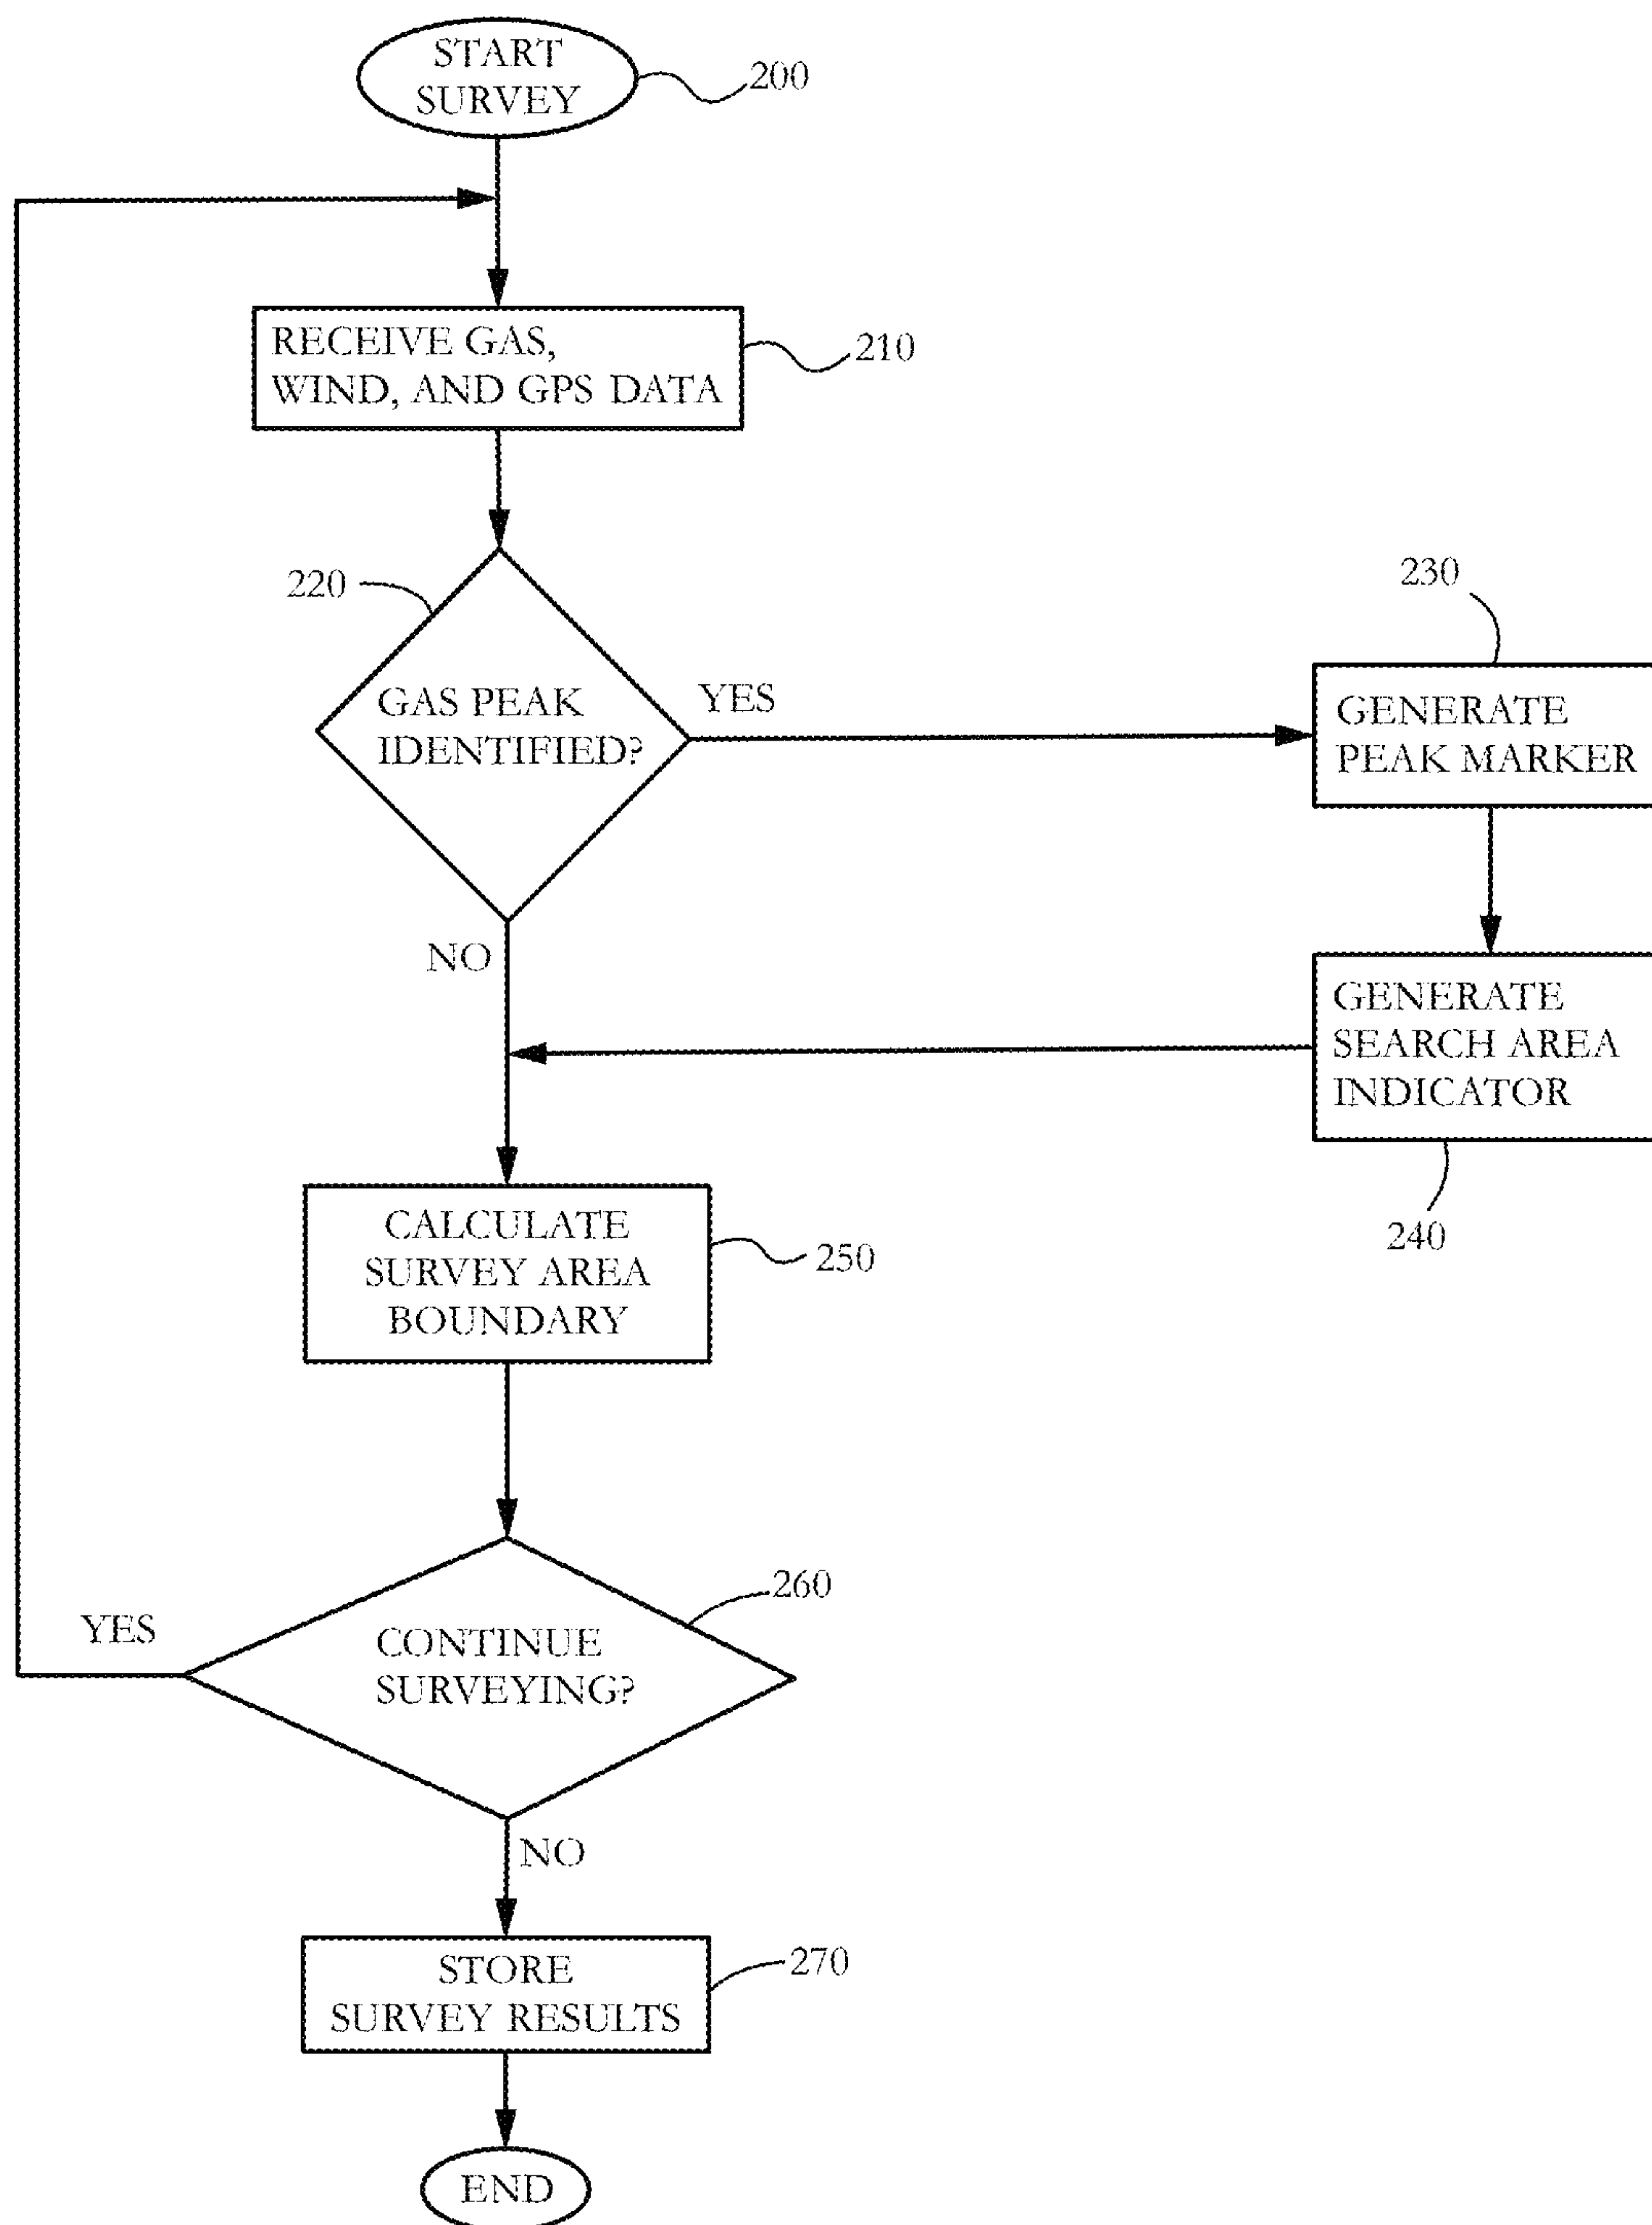 START
SURVEY
200
RECEIVE GAS,
WIND, AND GPS DATA
210
220
GAS PEAK
IDENTIFIED?
YES
230
GENERATE
PEAK MARKER
NO
GENERATE
SEARCH AREA
INDICATOR
240
CALCULATE
SURVEY AREA
BOUNDARY
250
260
YES
CONTINUE
SURVEYING?
NO
STORE
SURVEY RESULTS
270
END